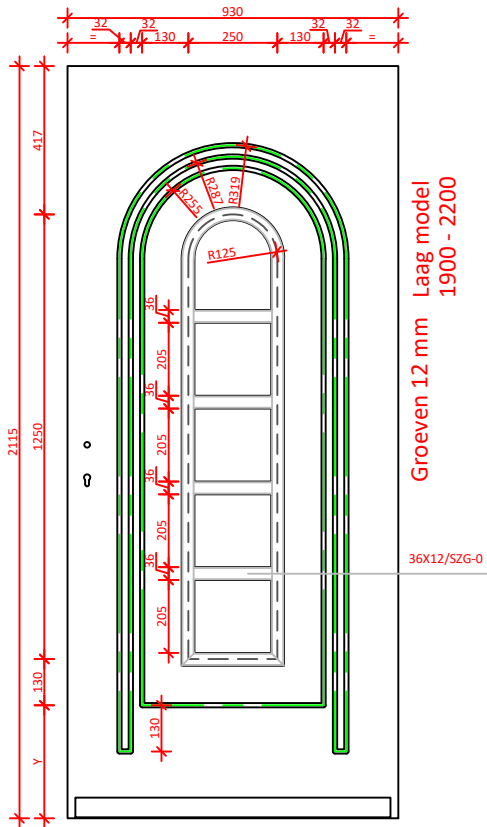 930
32
32
32
32
=
130
250
130
=
417
R319
R287
R255
R125
Laag model
1900 - 2200
Groeven 12 mm
36
205
36
205
36
205
36
205
2115
1250
36X12/SZG-0
130
130
Y